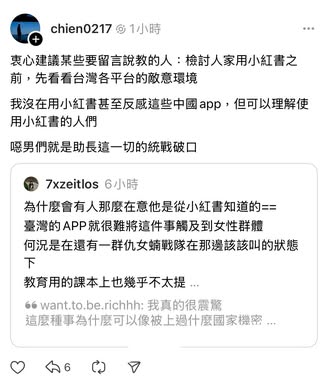 chien0217 1小時
衷心建議某些要留言說教的人：檢討人家用小紅書之
前，先看看台灣各平台的敵意環境
我沒在用小紅書甚至反感這些中國app，但可以理解使
用小紅書的人們
噁男們就是助長這一切的統戰破口
7xzeitlos 6小時
為什麼會有人那麼在意他是從小紅書知道的==
臺灣的APP就很難將這件事觸及到女性群體
何況是在還有一群仇女蝻戰隊在那邊該該叫的狀態
下
教育用的課本上也幾乎不太提 ...
want.to.be.richhh: 我真的很震驚
這麼種事為什麼可以像被上過什麼國家機密 ...
6